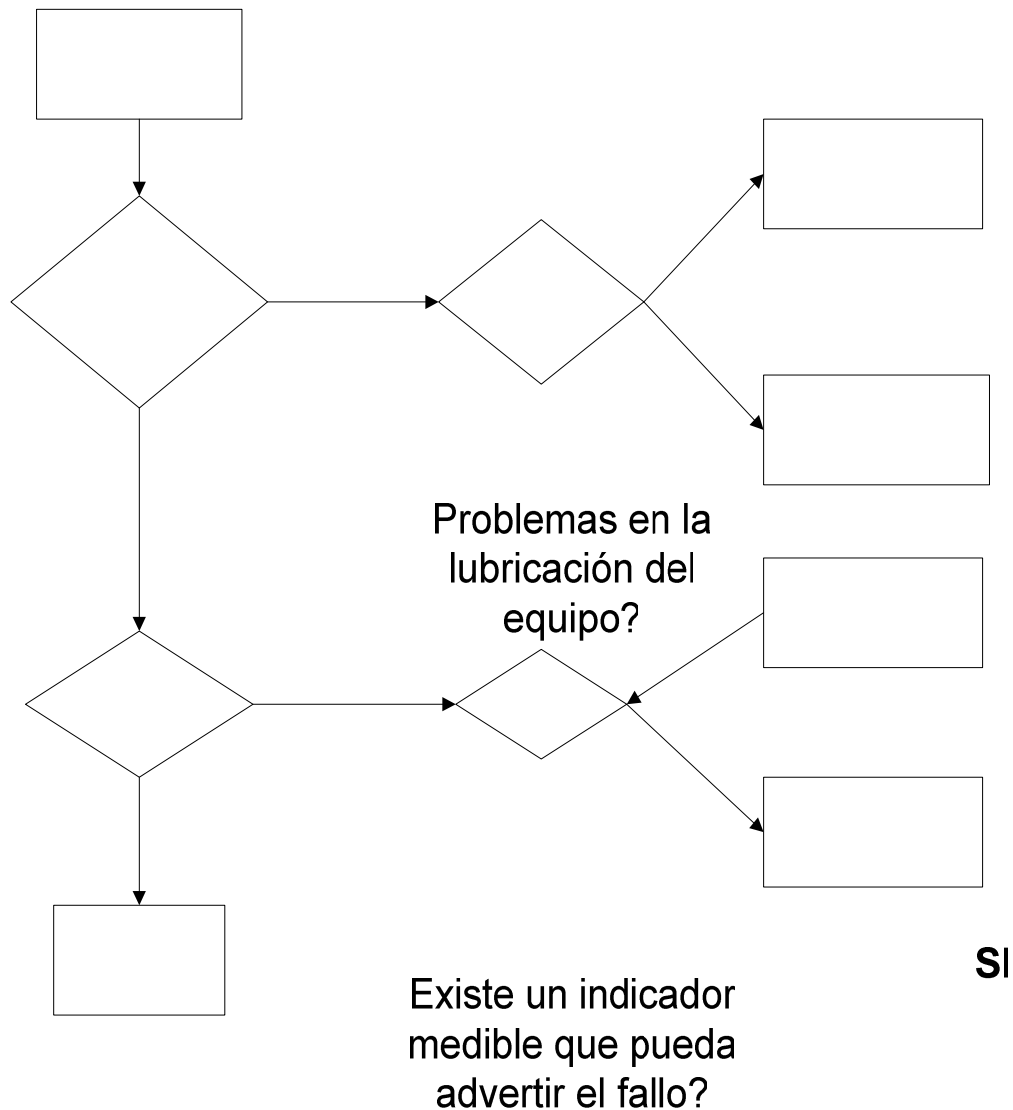 Problemas en la
lubricación del
equipo?
SI
Existe un indicador
medible que pueda
advertir el fallo?